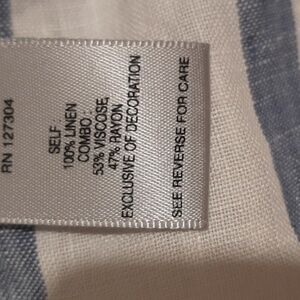 RN 127304
SELF
100% LINEN
COMBO:
53% VISCOSE,
47% RAYON
EXCLUSIVE OF DECORATION
SEE REVERSE FOR CARE